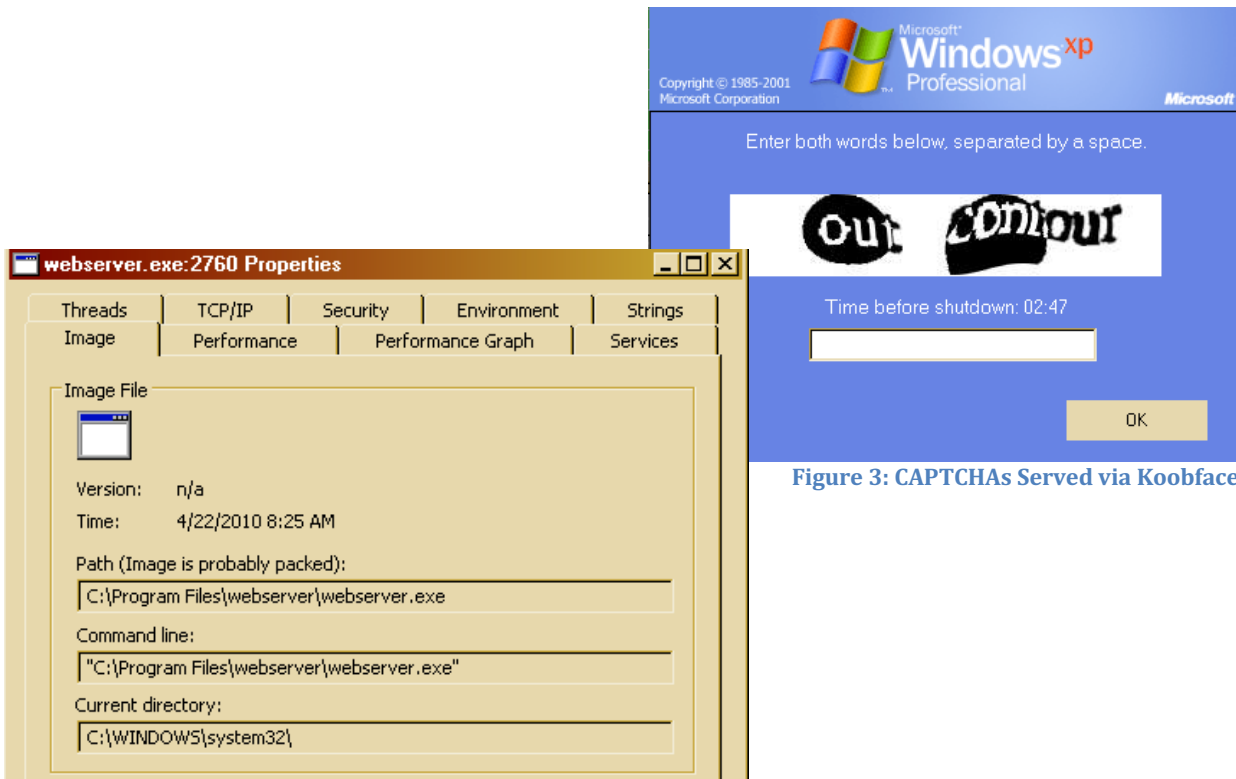 Microsoft®
Windows xp
Professional
Copyright © 1985-2001
Microsoft Corporation
Microsoft
Enter both words below, separated by a space.
out contour
Time before shutdown: 02:47
OK
Figure 3: CAPTCHAs Served via Koobface
webserver.exe:2760 Properties
Threads TCP/IP Security Environment Strings
Image Performance Performance Graph Services
Image File
Version: n/a
Time: 4/22/2010 8:25 AM
Path (Image is probably packed):
C:\Program Files\webserver\webserver.exe
Command line:
"C:\Program Files\webserver\webserver.exe"
Current directory:
C:\WINDOWS\system32\